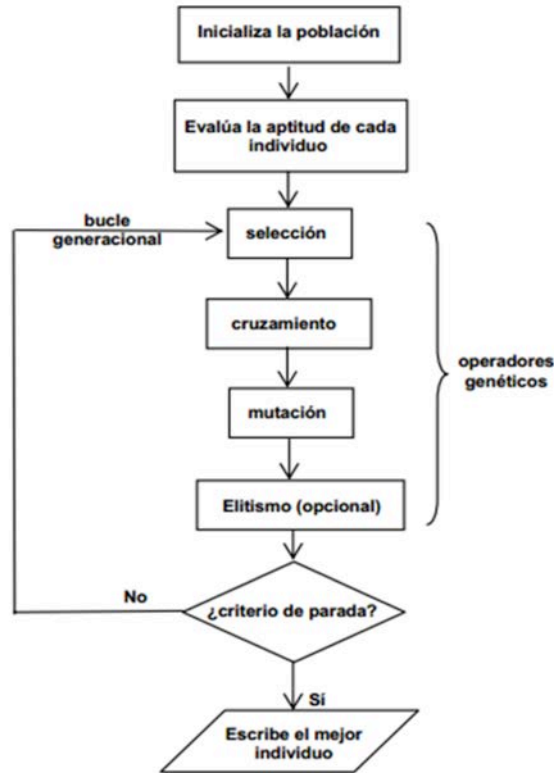 Inicializa la población
Evalúa la aptitud de cada
individuo
bucle
generacional
selección
cruzamiento
operadores
genéticos
mutación
Elitismo (opcional)
No
¿criterio de parada?
Sí
Escribe el mejor
individuo